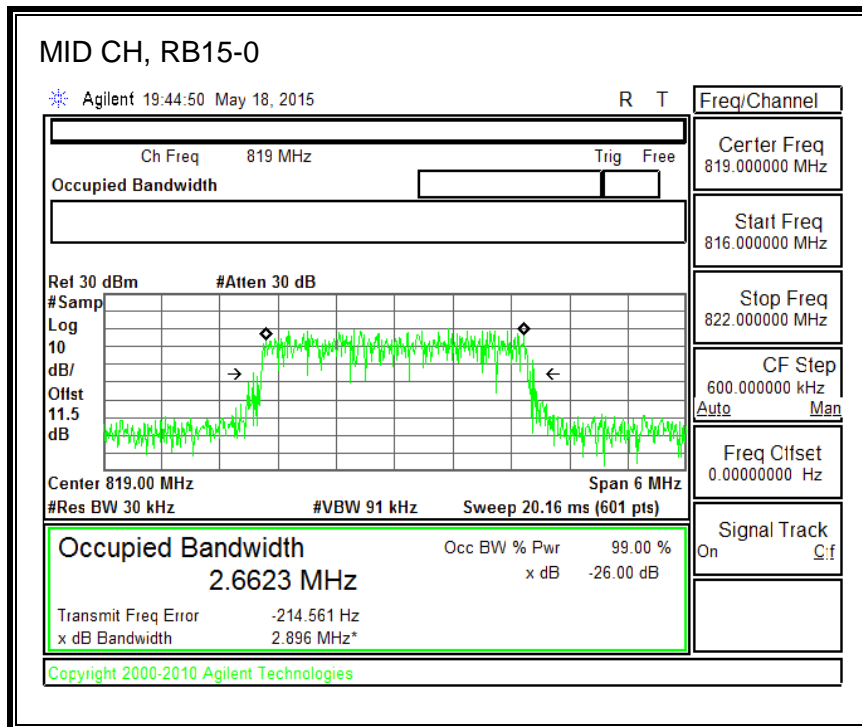 MID CH, RB15-0
Agilent 19:44:50 May 18, 2015 R T
Ch Freq 819 MHz Trig Free
Occupied Bandwidth
Ref 30 dBm #Atten 30 dB
#Samp
Log
10
dB/
Offst
11.5
dB
Center 819.00 MHz Span 6 MHz
#Res BW 30 kHz #VBW 91 kHz Sweep 20.16 ms (601 pts)
Occupied Bandwidth Occ BW % Pwr 99.00 %
2.6623 MHz x dB -26.00 dB
Transmit Freq Error -214.561 Hz
x dB Bandwidth 2.896 MHz*
Copyright 2000-2010 Agilent Technologies
Freq/Channel
Center Freq
819.000000 MHz
Start Freq
816.000000 MHz
Stop Freq
822.000000 MHz
CF Step
600.000000 kHz
Auto Man
Freq Offset
0.00000000 Hz
Signal Track
On Off